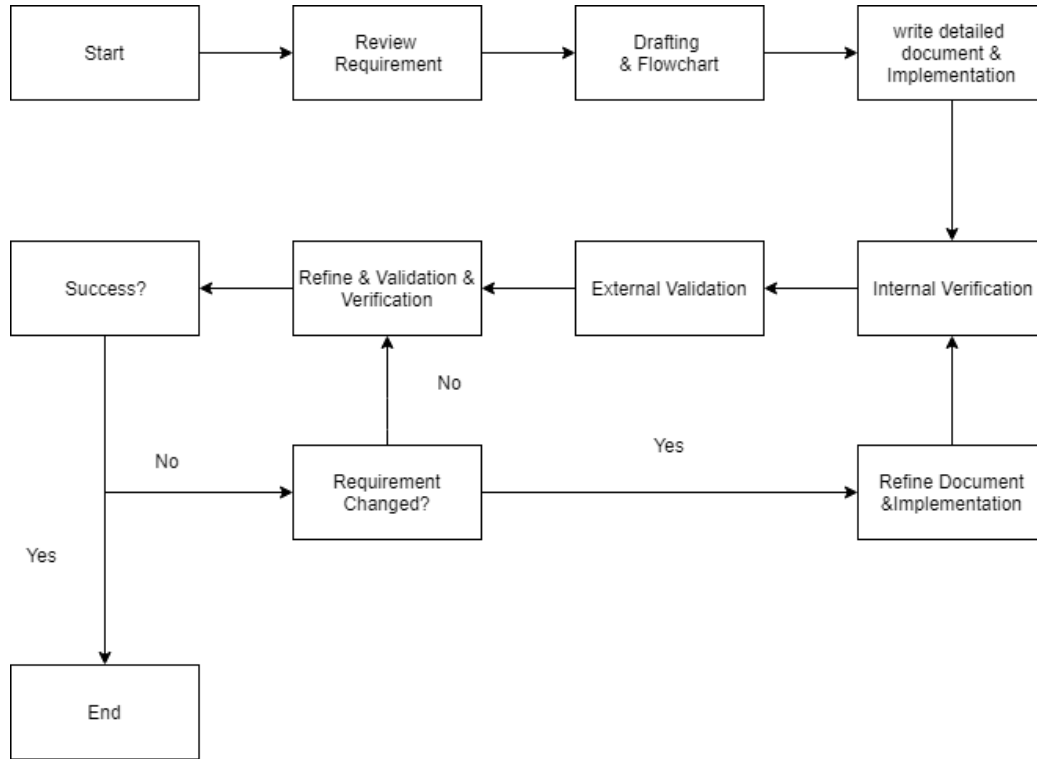 Start
Review
Requirement
Drafting
& Flowchart
write detailed
document &
Implementation
Success?
Refine & Validation &
Verification
External Validation
Internal Verification
No
No
Yes
Requirement
Changed?
Refine Document
&Implementation
Yes
End